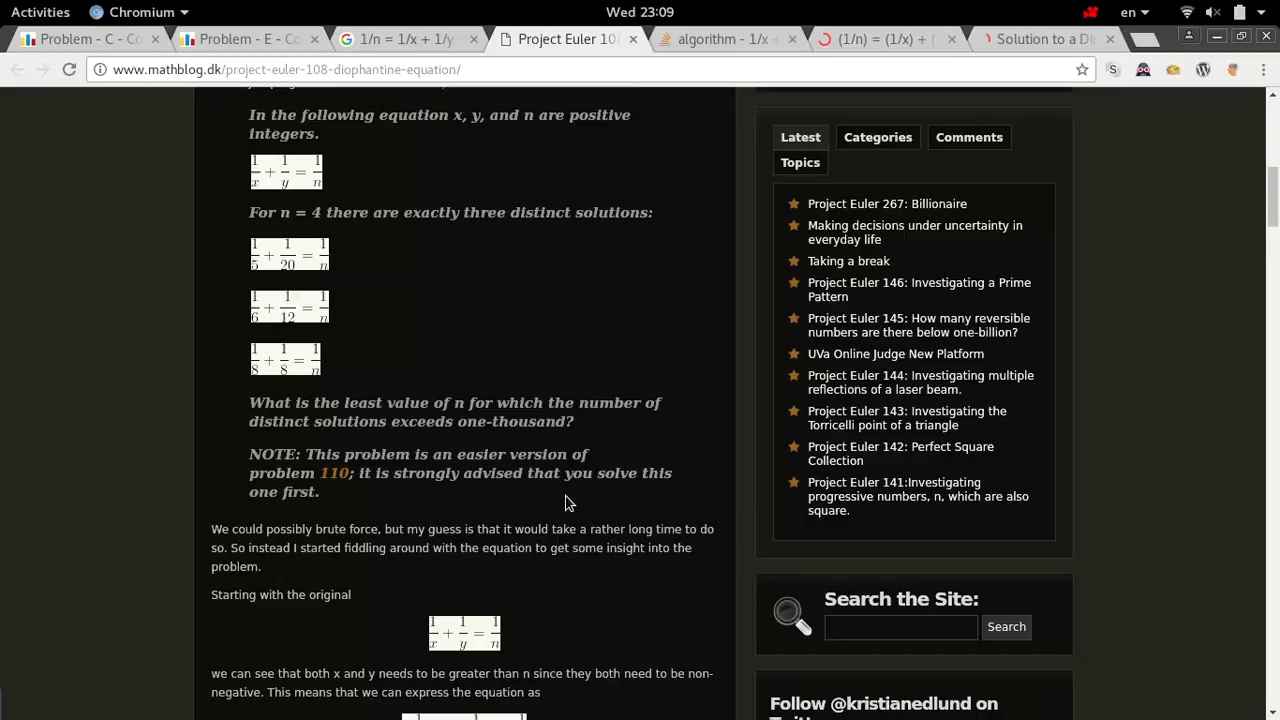 Activities Chromium Wed 23:09 en
Problem - C - Co Problem - E - Co 1/n = 1/x + 1/y Project Euler 10 algorithm - 1/x + (1/n) = (1/x) + ( Solution to a Di
www.mathblog.dk/project-euler-108-diophantine-equation/
In the following equation x, y, and n are positive
integers.
1/x + 1/y = 1/n
For n = 4 there are exactly three distinct solutions:
1/5 + 1/20 = 1/n
1/6 + 1/12 = 1/n
1/8 + 1/8 = 1/n
What is the least value of n for which the number of
distinct solutions exceeds one-thousand?
NOTE: This problem is an easier version of
problem 110; it is strongly advised that you solve this
one first.
We could possibly brute force, but my guess is that it would take a rather long time to do
so. So instead I started fiddling around with the equation to get some insight into the
problem.
Starting with the original
1/x + 1/y = 1/n
we can see that both x and y needs to be greater than n since they both need to be non-
negative. This means that we can express the equation as
Latest Categories Comments
Topics
Project Euler 267: Billionaire
Making decisions under uncertainty in
everyday life
Taking a break
Project Euler 146: Investigating a Prime
Pattern
Project Euler 145: How many reversible
numbers are there below one-billion?
UVa Online Judge New Platform
Project Euler 144: Investigating multiple
reflections of a laser beam.
Project Euler 143: Investigating the
Torricelli point of a triangle
Project Euler 142: Perfect Square
Collection
Project Euler 141:Investigating
progressive numbers, n, which are also
square.
Search the Site:
Search
Follow @kristianedlund on